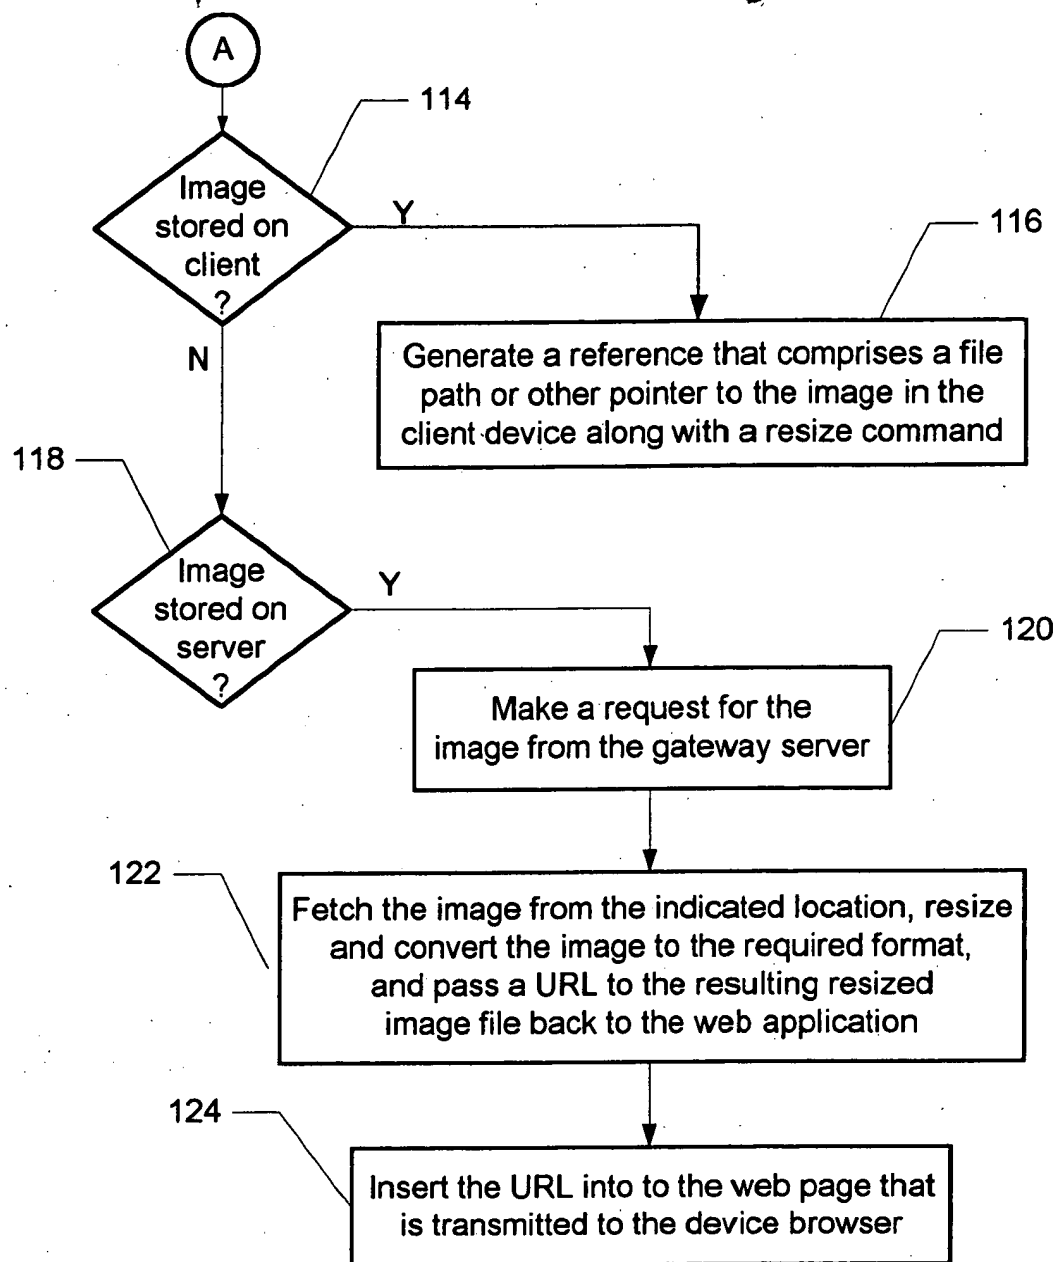 A
114
Image
stored on
client
?
Y
N
116
Generate a reference that comprises a file
path or other pointer to the image in the
client device along with a resize command
118
Image
stored on
server
?
Y
120
Make a request for the
image from the gateway server
122
Fetch the image from the indicated location, resize
and convert the image to the required format,
and pass a URL to the resulting resized
image file back to the web application
124
Insert the URL into to the web page that
is transmitted to the device browser